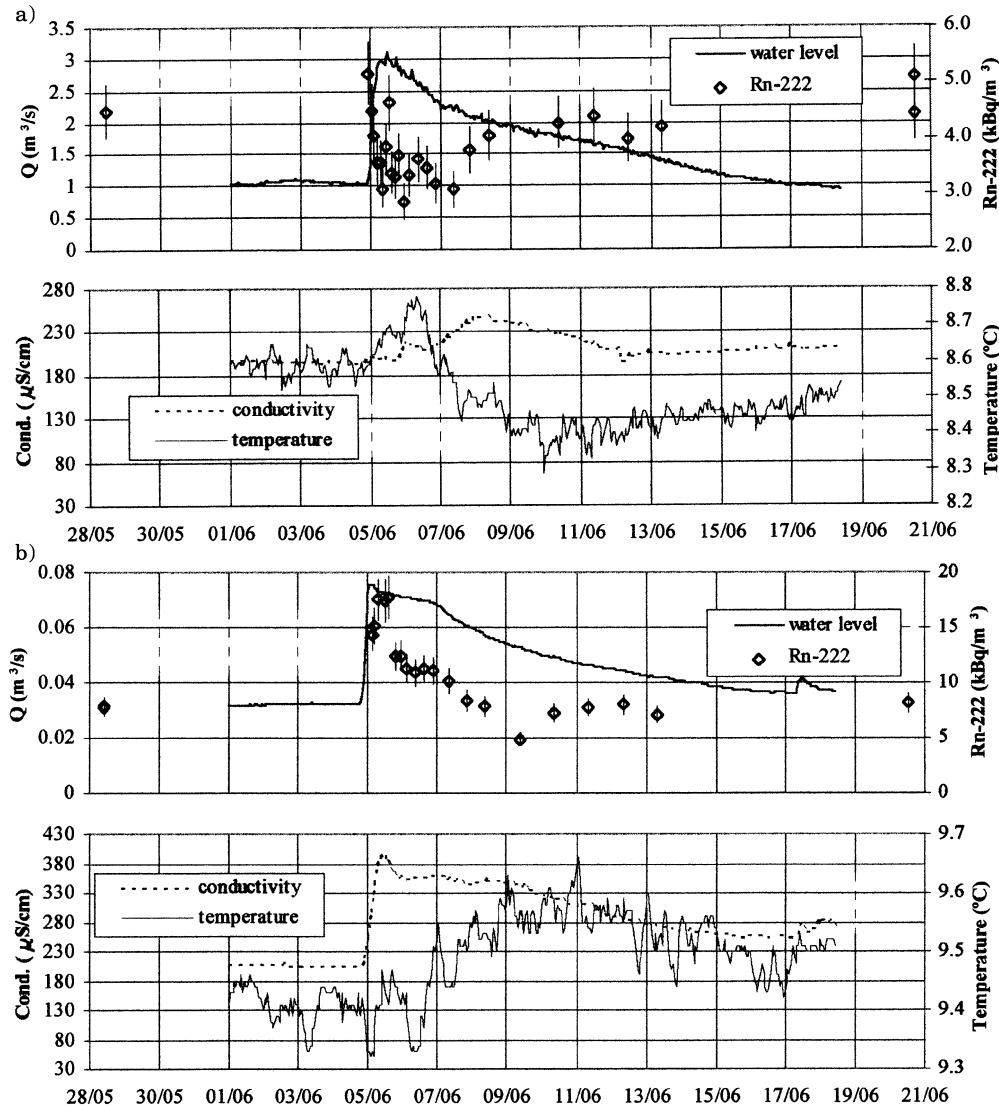 a)
3.5
3
2.5
2
1.5
1
0.5
0
Q (m³/s)
6.0
5.0
4.0
3.0
2.0
Rn-222 (kBq/m³)
water level
Rn-222
280
230
180
130
80
30
Cond. (μS/cm)
8.8
8.7
8.6
8.5
8.4
8.3
8.2
Temperature (°C)
conductivity
temperature
28/05 30/05 01/06 03/06 05/06 07/06 09/06 11/06 13/06 15/06 17/06 19/06 21/06
b)
0.08
0.06
0.04
0.02
0
Q (m³/s)
20
15
10
5
0
Rn-222 (kBq/m³)
water level
Rn-222
430
380
330
280
230
180
130
80
30
Cond. (μS/cm)
9.7
9.6
9.5
9.4
9.3
Temperature (°C)
conductivity
temperature
28/05 30/05 01/06 03/06 05/06 07/06 09/06 11/06 13/06 15/06 17/06 19/06 21/06